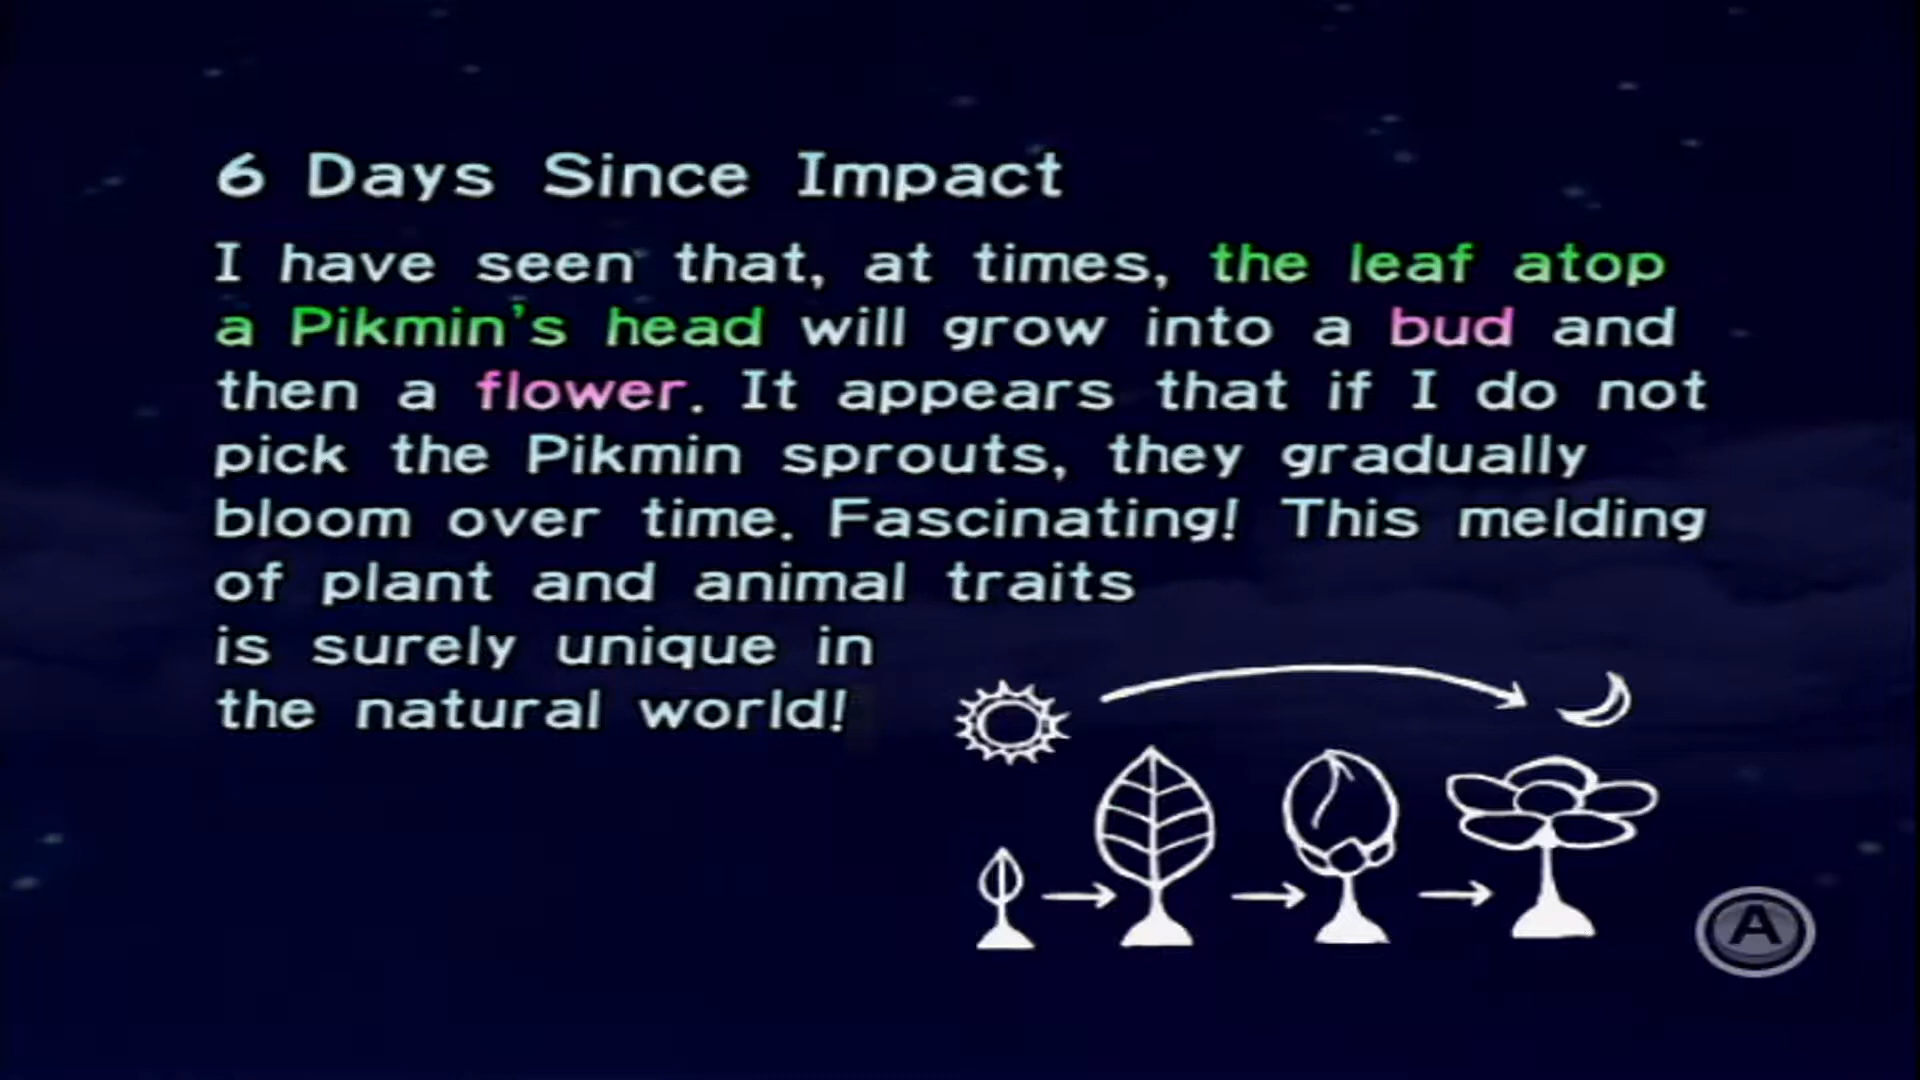 6 Days Since Impact
I have seen that, at times, the leaf atop
a Pikmin's head will grow into a bud and
then a flower. It appears that if I do not
pick the Pikmin sprouts, they gradually
bloom over time. Fascinating! This melding
of plant and animal traits
is surely unique in
the natural world!
A